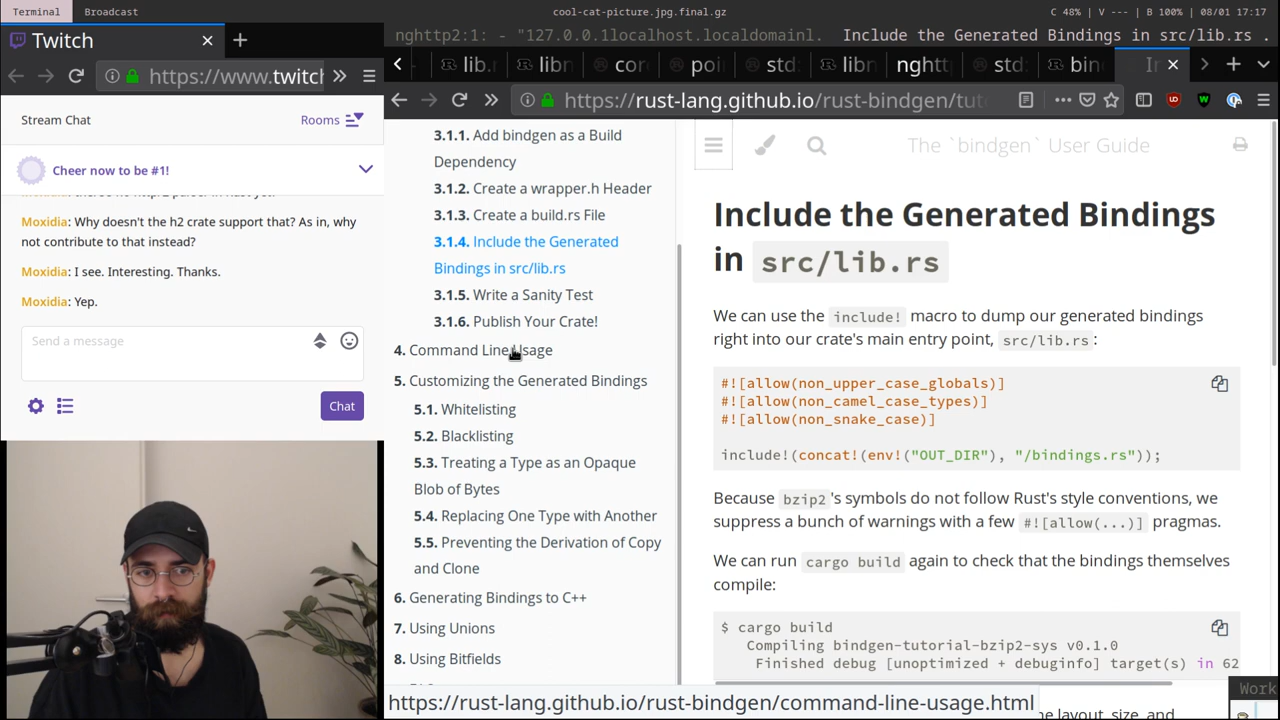 Terminal
Broadcast
cool-cat-picture.jpg.final.gz
C 48% | V --- | B 100% | 08/01 17:17
Twitch
nghttp2:1: - "127.0.0.1localhost.localdomainl. Include the Generated Bindings in src/lib.rs .
lib.r
libn
cor
poi
std:
libn
nghtt
std:
bin
https://www.twitch
https://rust-lang.github.io/rust-bindgen/tut
Stream Chat
Rooms
Cheer now to be #1!
Moxidia: Why doesn't the h2 crate support that? As in, why
not contribute to that instead?
Moxidia: I see. Interesting. Thanks.
Moxidia: Yep.
Send a message
Chat
3.1.1. Add bindgen as a Build
Dependency
3.1.2. Create a wrapper.h Header
3.1.3. Create a build.rs File
3.1.4. Include the Generated
Bindings in src/lib.rs
3.1.5. Write a Sanity Test
3.1.6. Publish Your Crate!
4. Command Line Usage
5. Customizing the Generated Bindings
5.1. Whitelisting
5.2. Blacklisting
5.3. Treating a Type as an Opaque
Blob of Bytes
5.4. Replacing One Type with Another
5.5. Preventing the Derivation of Copy
and Clone
6. Generating Bindings to C++
7. Using Unions
8. Using Bitfields
The `bindgen` User Guide
Include the Generated Bindings
in src/lib.rs
We can use the include! macro to dump our generated bindings
right into our crate's main entry point, src/lib.rs :
#![allow(non_upper_case_globals)]
#![allow(non_camel_case_types)]
#![allow(non_snake_case)]
include!(concat!(env!("OUT_DIR"), "/bindings.rs"));
Because bzip2 's symbols do not follow Rust's style conventions, we
suppress a bunch of warnings with a few #![allow(...)] pragmas.
We can run cargo build again to check that the bindings themselves
compile:
$ cargo build
Compiling bindgen-tutorial-bzip2-sys v0.1.0
Finished debug [unoptimized + debuginfo] target(s) in 62
https://rust-lang.github.io/rust-bindgen/command-line-usage.html
Work
layout, size, and